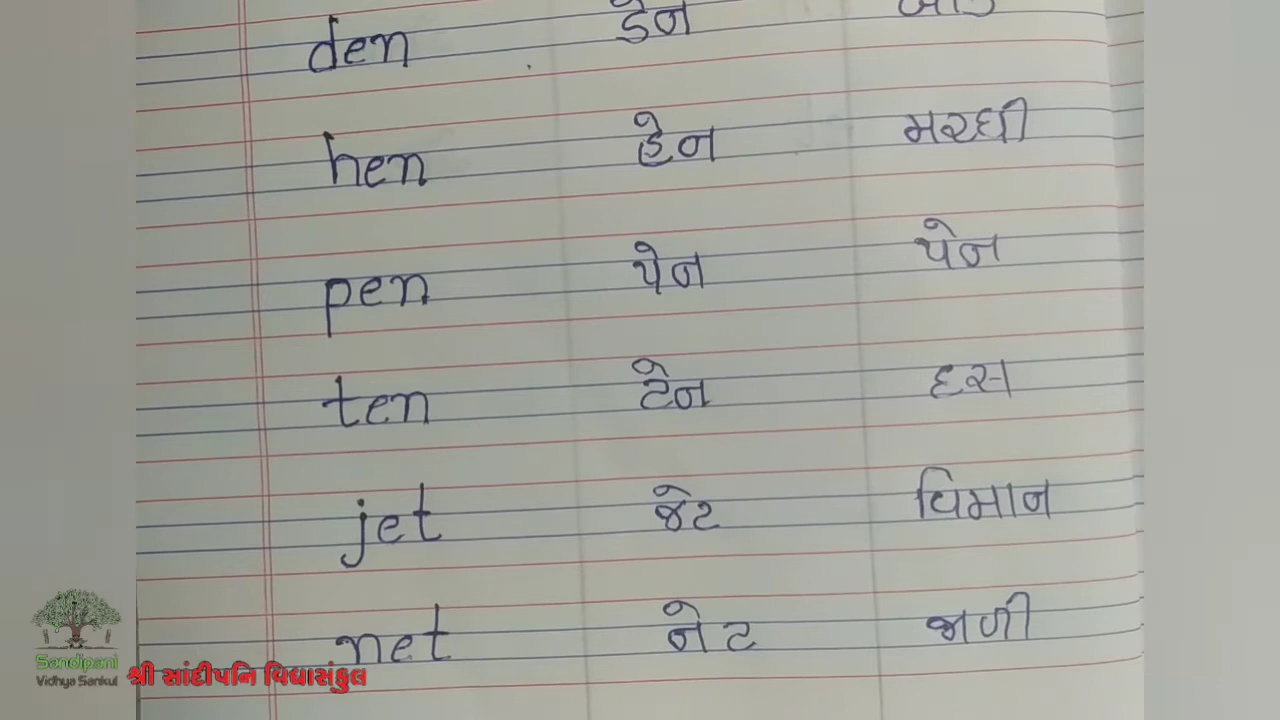 den ડેન
hen હેન મરઘી
pen પેન પેન
ten ટેન દસ
jet જેટ વિમાન
net નેટ જાળી
Sandipani
Vidhya Sankul
શ્રી સાંદીપનિ વિદ્યાસંકુલ